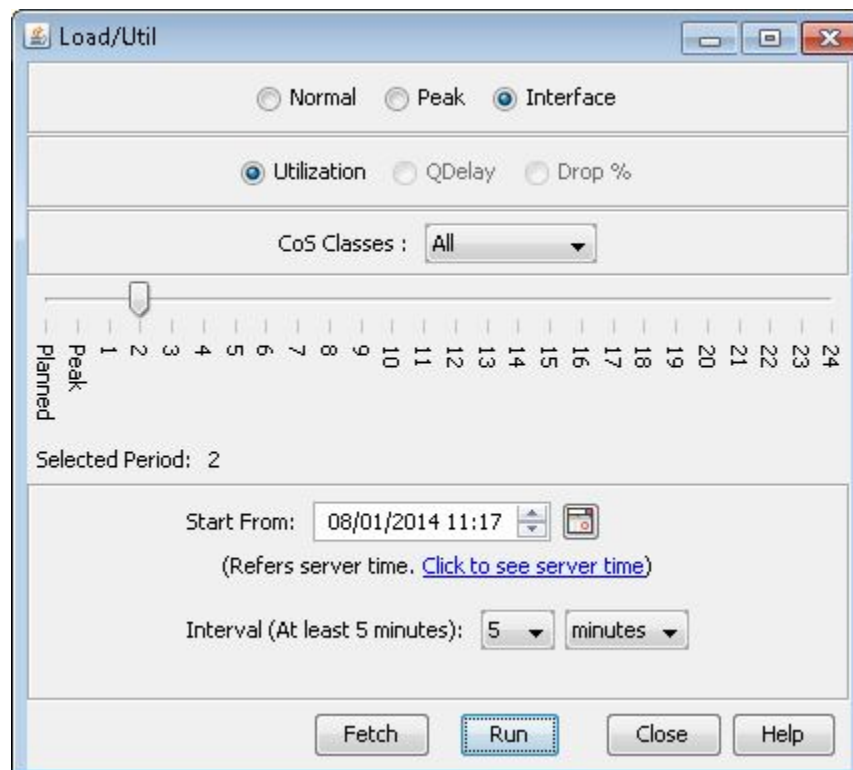 Load/Util
Normal Peak Interface
Utilization QDelay Drop %
CoS Classes : All
Planned Peak 1 2 3 4 5 6 7 8 9 10 11 12 13 14 15 16 17 18 19 20 21 22 23 24
Selected Period: 2
Start From: 08/01/2014 11:17
(Refers server time. Click to see server time)
Interval (At least 5 minutes): 5 minutes
Fetch Run Close Help